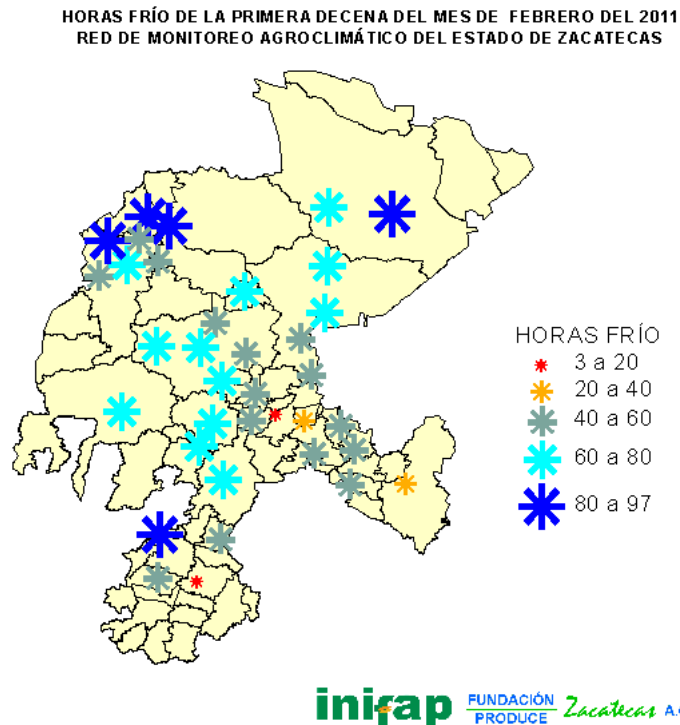 HORAS FRÍO DE LA PRIMERA DECENA DEL MES DE FEBRERO DEL 2011
RED DE MONITOREO AGROCLIMÁTICO DEL ESTADO DE ZACATECAS
HORAS FRÍO
3 a 20
20 a 40
40 a 60
60 a 80
80 a 97
inifap
FUNDACIÓN
PRODUCE
Zacatecas A.